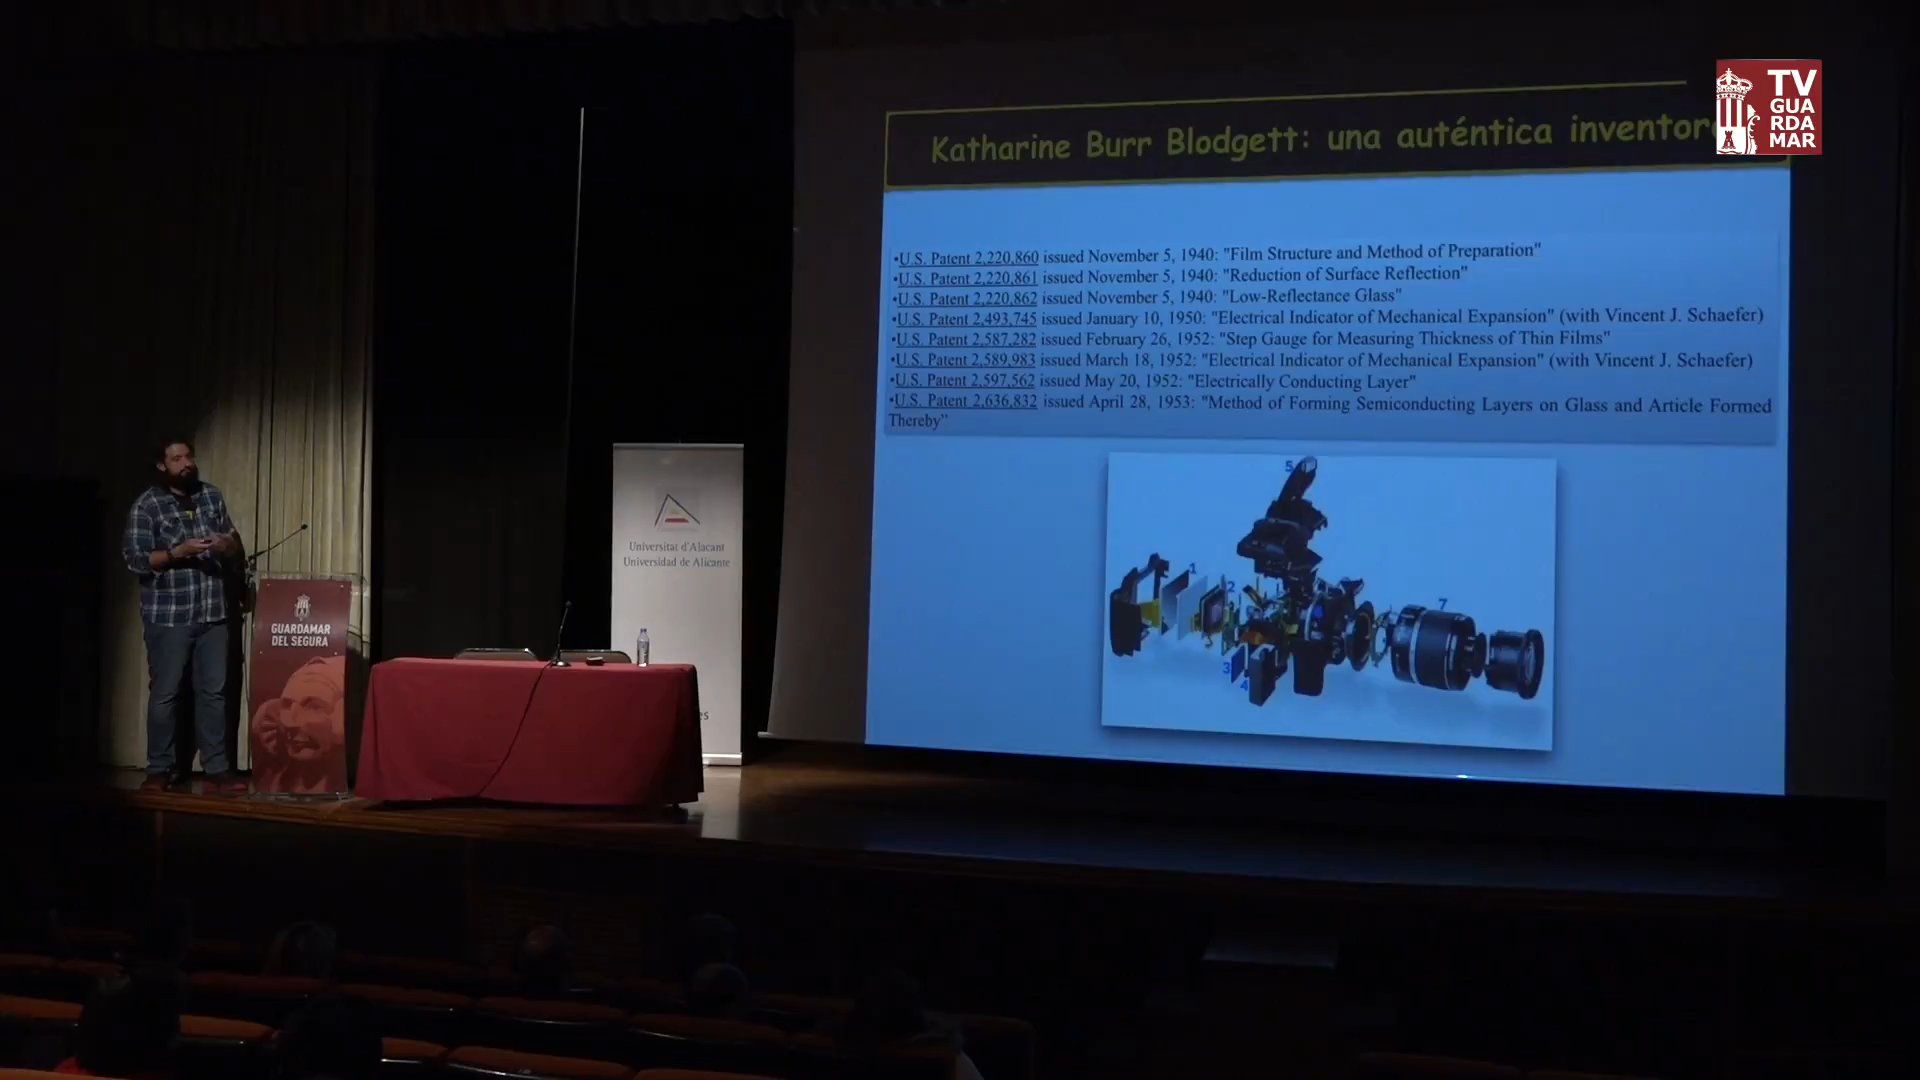 TV
GUA
RDA
MAR
Katharine Burr Blodgett: una auténtica inventora
•U.S. Patent 2,220,860 issued November 5, 1940: "Film Structure and Method of Preparation"
•U.S. Patent 2,220,861 issued November 5, 1940: "Reduction of Surface Reflection"
•U.S. Patent 2,220,862 issued November 5, 1940: "Low-Reflectance Glass"
•U.S. Patent 2,493,745 issued January 10, 1950: "Electrical Indicator of Mechanical Expansion" (with Vincent J. Schaefer)
•U.S. Patent 2,587,282 issued February 26, 1952: "Step Gauge for Measuring Thickness of Thin Films"
•U.S. Patent 2,589,983 issued March 18, 1952: "Electrical Indicator of Mechanical Expansion" (with Vincent J. Schaefer)
•U.S. Patent 2,597,562 issued May 20, 1952: "Electrically Conducting Layer"
•U.S. Patent 2,636,832 issued April 28, 1953: "Method of Forming Semiconducting Layers on Glass and Article Formed
Thereby"
5
1
2
7
3
4
Universitat d'Alacant
Universidad de Alicante
es
GUARDAMAR
DEL SEGURA